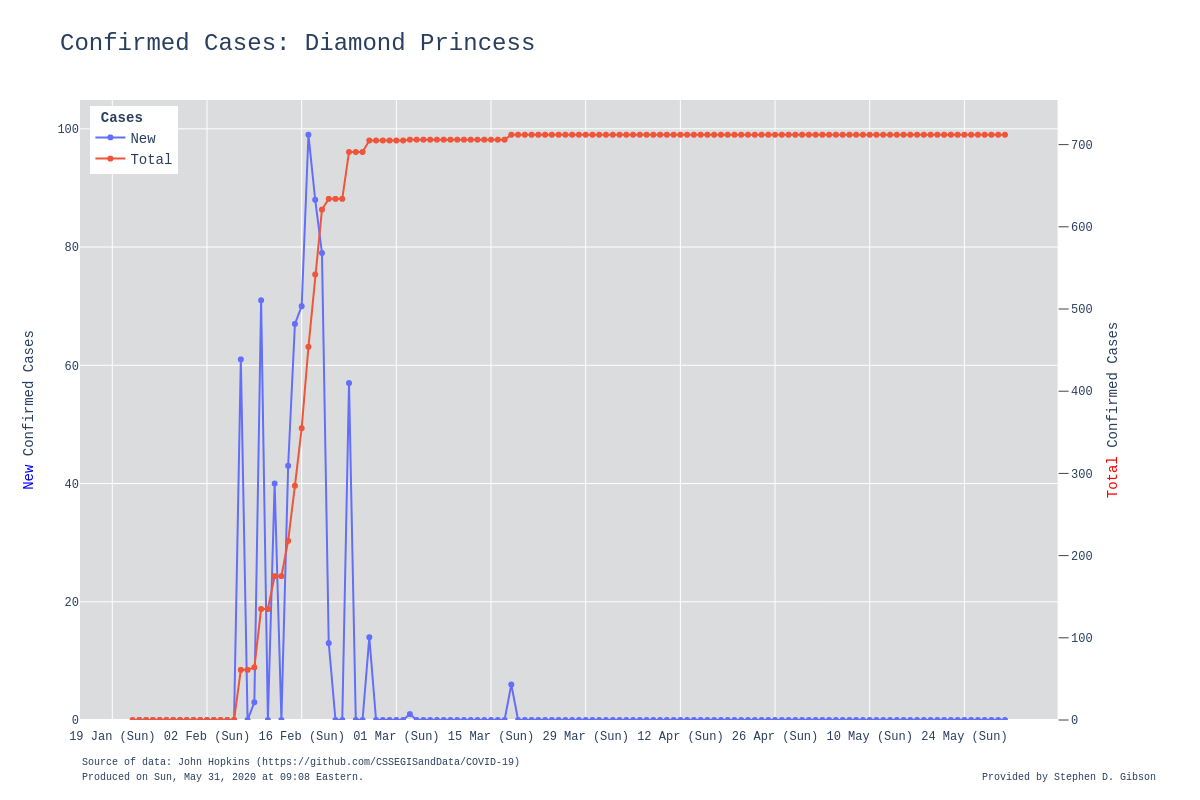 Confirmed Cases: Diamond Princess
Cases
New
Total
100
80
60
40
20
0
700
600
500
400
300
200
100
0
New Confirmed Cases
Total Confirmed Cases
19 Jan (Sun) 02 Feb (Sun) 16 Feb (Sun) 01 Mar (Sun) 15 Mar (Sun) 29 Mar (Sun) 12 Apr (Sun) 26 Apr (Sun) 10 May (Sun) 24 May (Sun)
Source of data: John Hopkins (https://github.com/CSSEGISandData/COVID-19)
Produced on Sun, May 31, 2020 at 09:08 Eastern.
Provided by Stephen D. Gibson